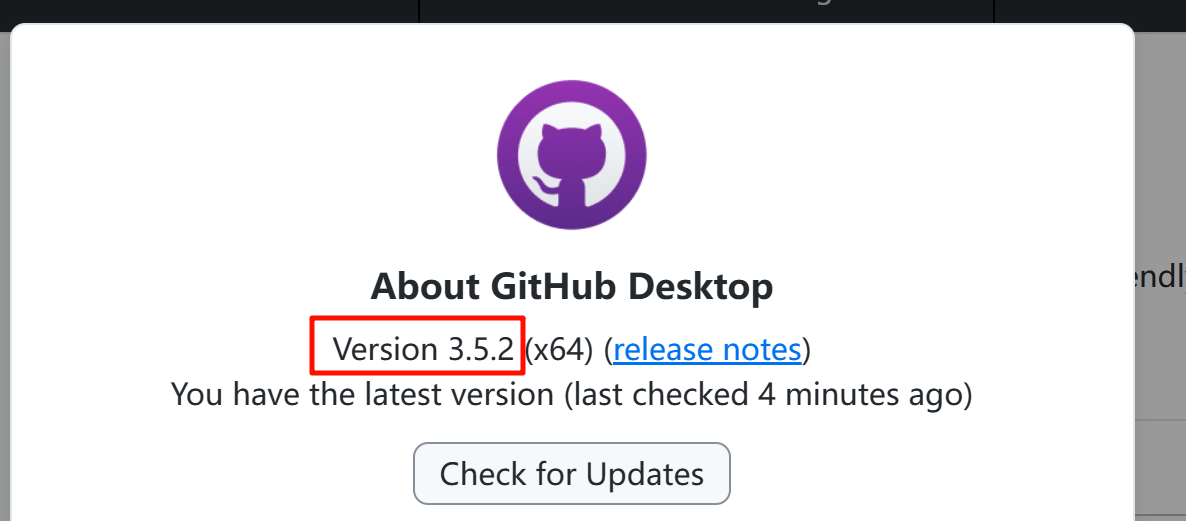 About GitHub Desktop
Version 3.5.2 (x64) (release notes)
You have the latest version (last checked 4 minutes ago)
Check for Updates